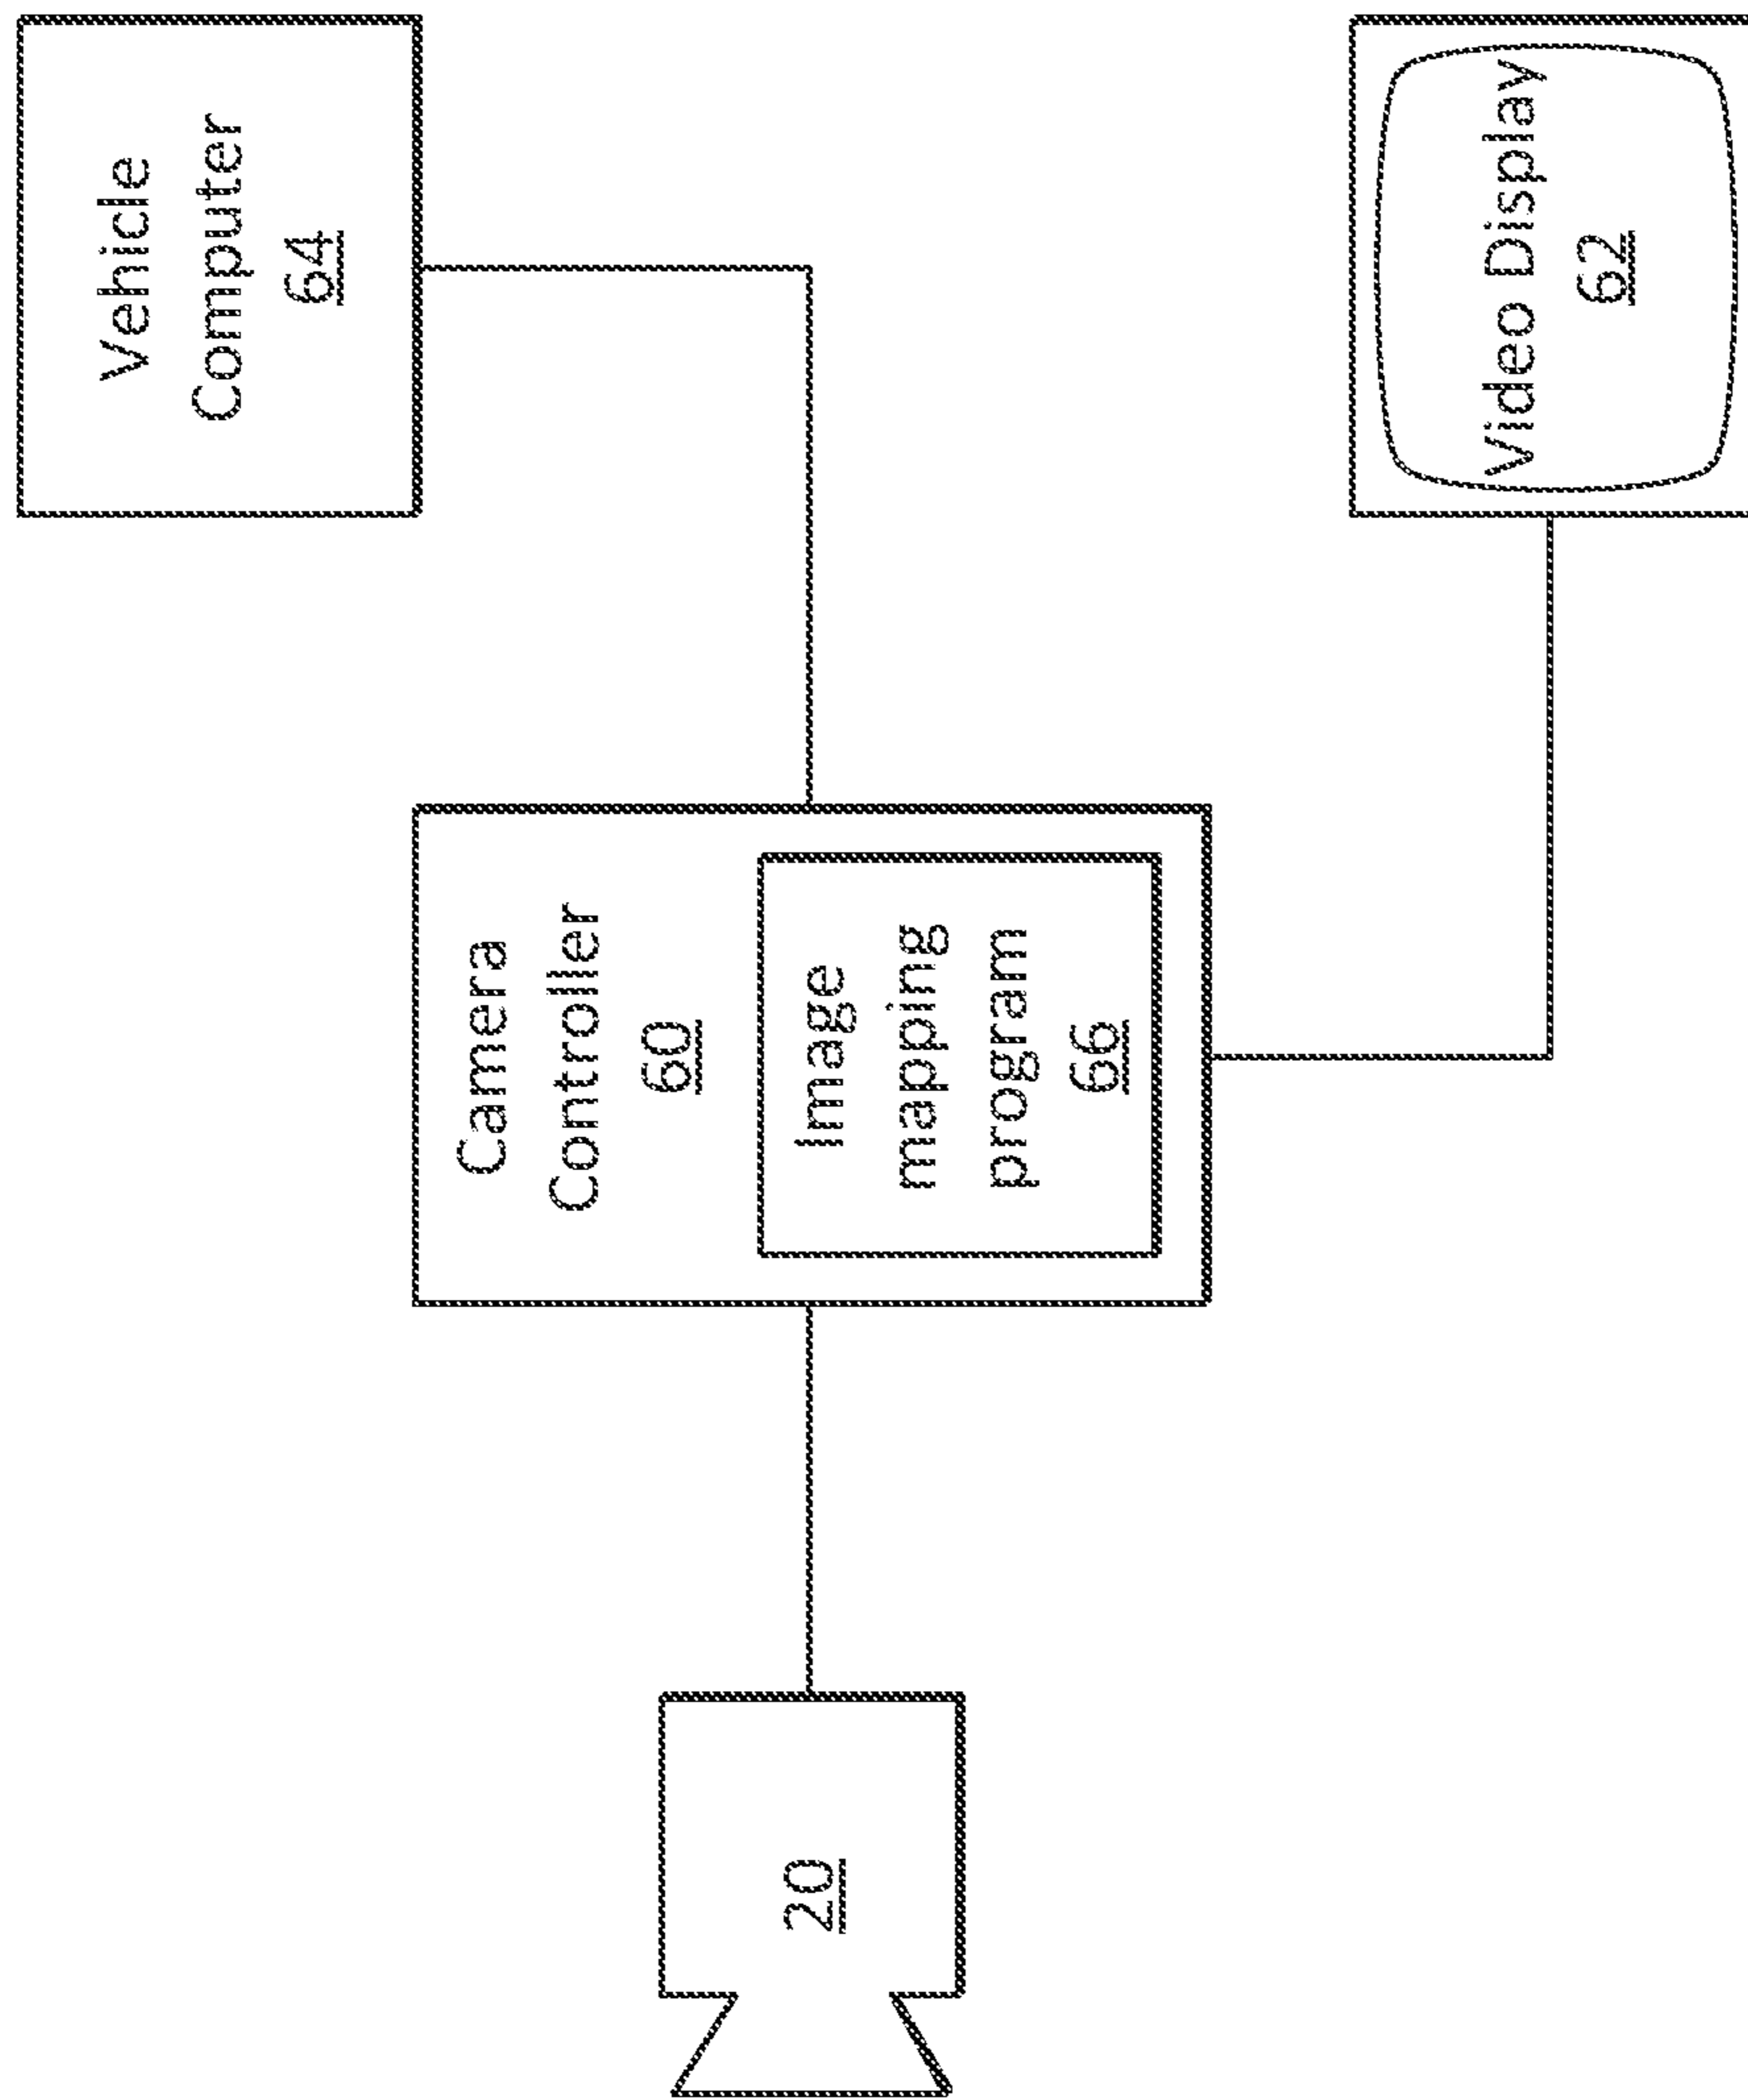 Vehicle
Computer
64
Camera
Controller
60
Image
mapping
program
66
20
Video Display
62